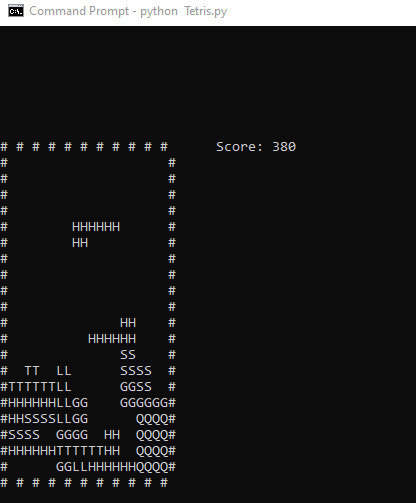 Command Prompt - python  Tetris.py
# # # # # # # # # # #      Score: 380
#                    #
#                    #
#                    #
#                    #
#        HHHHHH      #
#        HH          #
#                    #
#                    #
#                    #
#                    #
#              HH    #
#          HHHHHH    #
#              SS    #
#  TT  LL      SSSS  #
#TTTTTTLL      GGSS  #
#HHHHHHLLGG    GGGGGG#
#HHSSSSLLGG      QQQQ#
#SSSS  GGGG  HH  QQQQ#
#HHHHHHTTTTTTHH  QQQQ#
#      GGLLHHHHHHQQQQ#
# # # # # # # # # # #